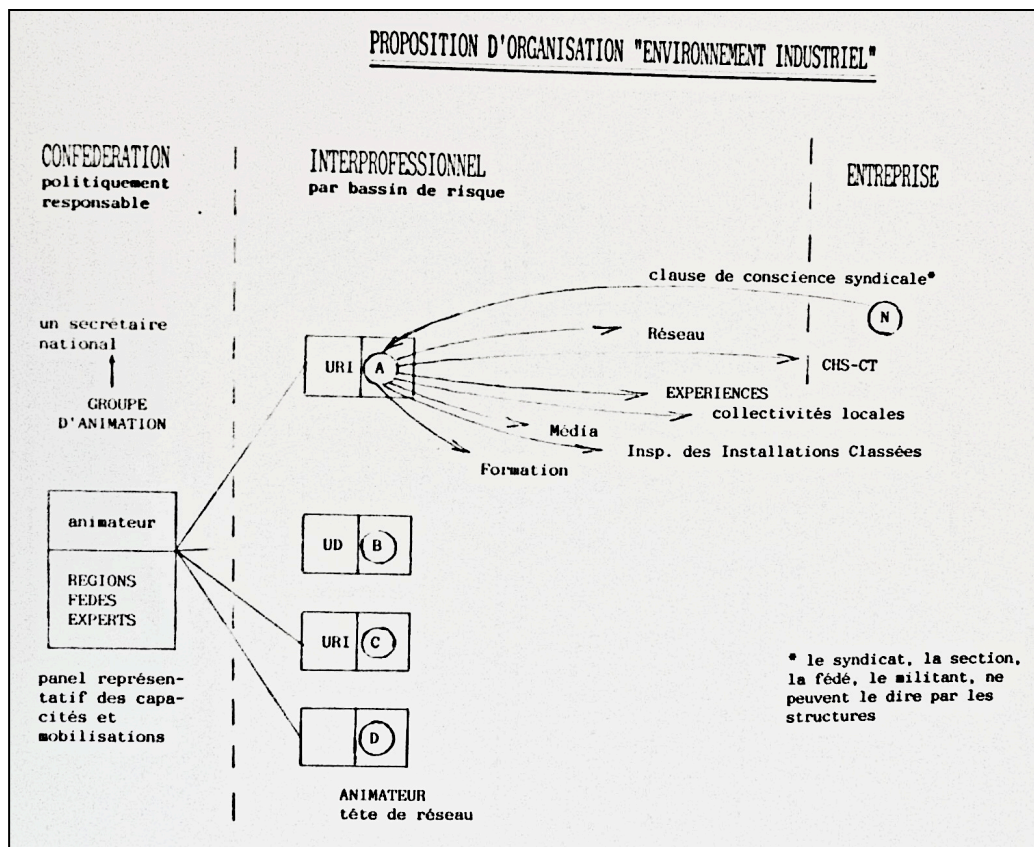 PROPOSITION D'ORGANISATION "ENVIRONNEMENT INDUSTRIEL"
CONFEDERATION
politiquement
responsable
INTERPROFESSIONNEL
par bassin de risque
ENTREPRISE
clause de conscience syndicale*
N
un secrétaire
national
GROUPE
D'ANIMATION
URI
A
Réseau
CHS-CT
EXPERIENCES
collectivités locales
Média
Insp. des Installations Classées
Formation
animateur
REGIONS
FEDES
EXPERTS
panel représen-
tatif des capa-
cités et
mobilisations
UD
B
URI
C
D
ANIMATEUR
téte de réseau
* le syndicat, la section,
la fédé, le militant, ne
peuvent le dire par les
structures